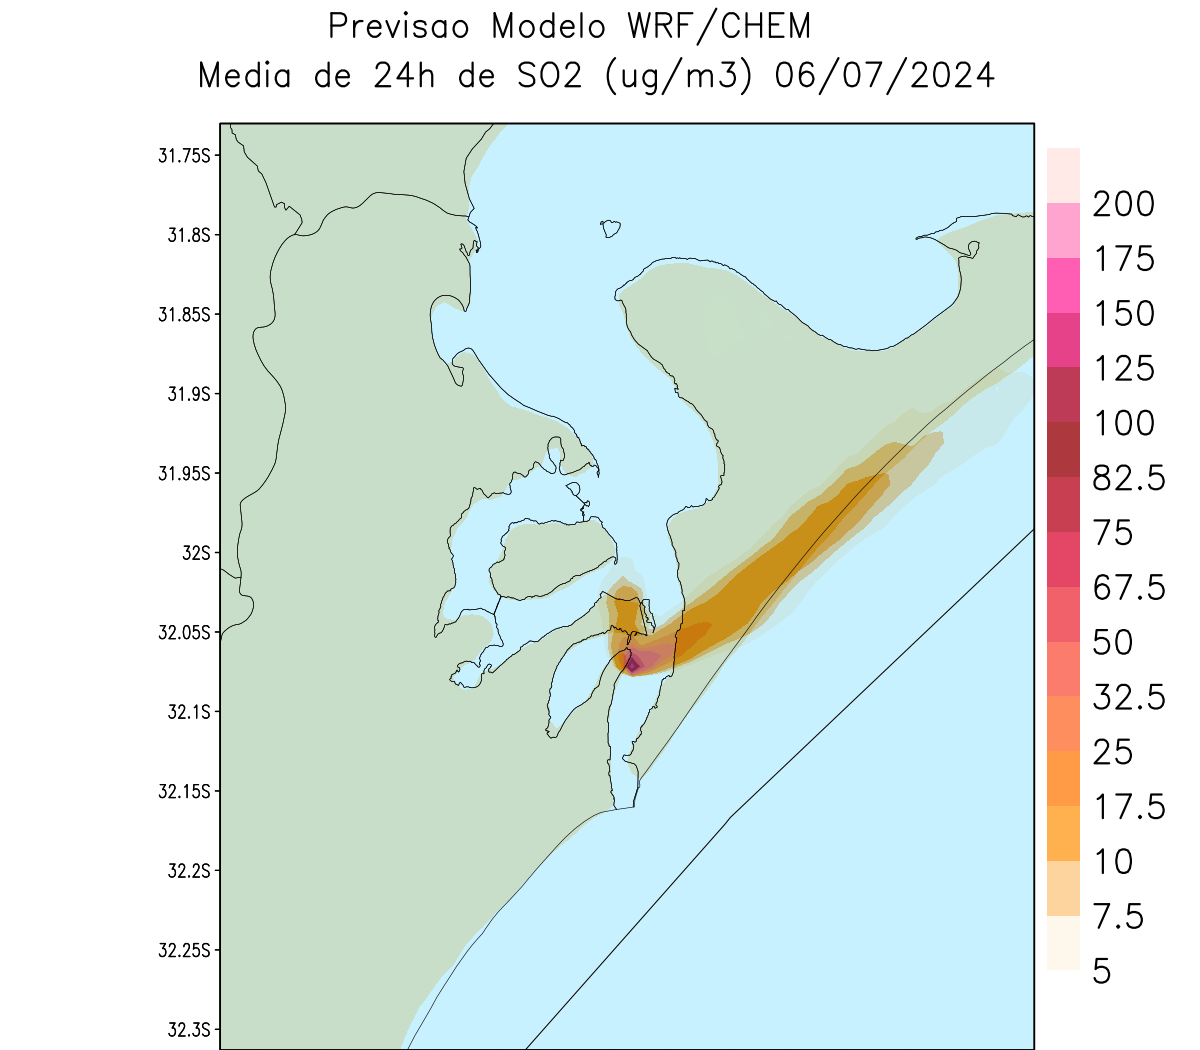 Previsao Modelo WRF/CHEM
Media de 24h de SO2 (ug/m3) 06/07/2024
31.75S
31.8S
31.85S
31.9S
31.95S
32S
32.05S
32.1S
32.15S
32.2S
32.25S
32.3S
200
175
150
125
100
82.5
75
67.5
50
32.5
25
17.5
10
7.5
5